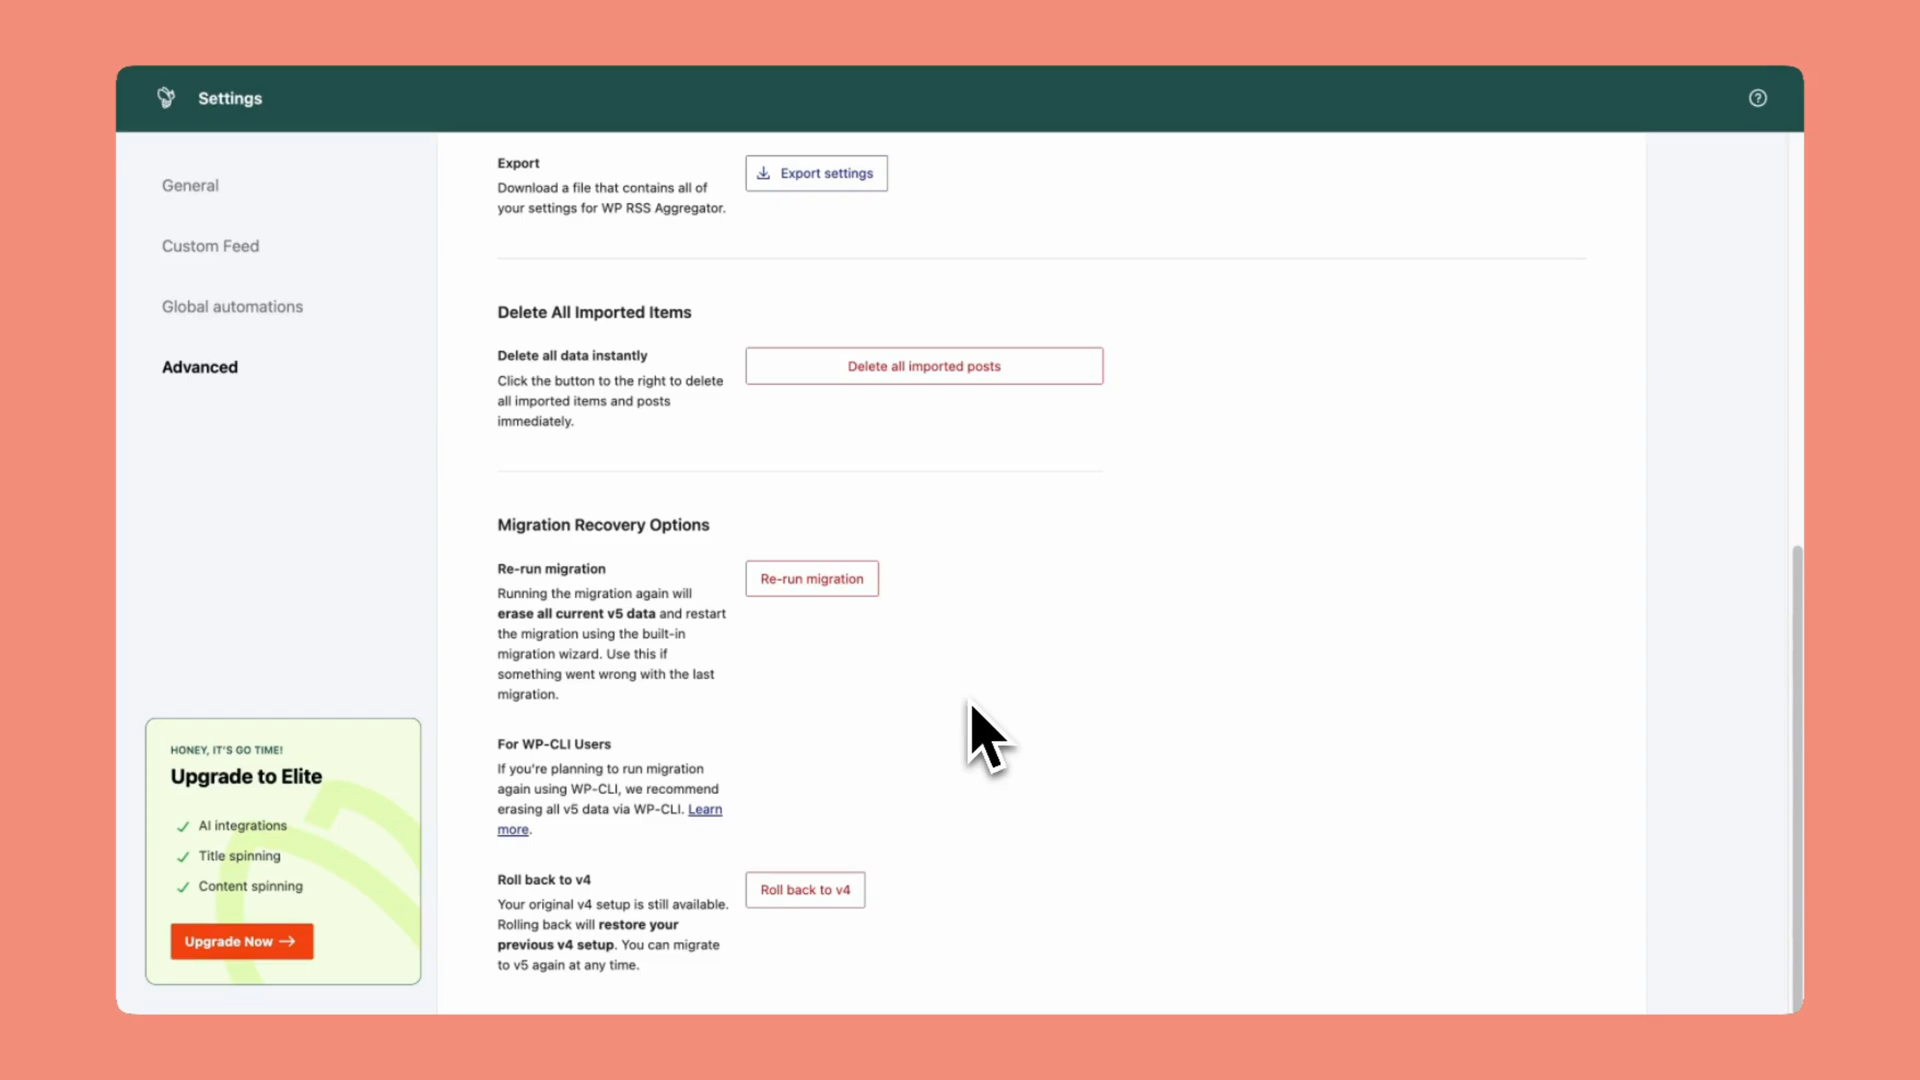 Settings
General
Custom Feed
Global automations
Advanced
HONEY, IT'S GO TIME!
Upgrade to Elite
AI integrations
Title spinning
Content spinning
Upgrade Now
Export
Download a file that contains all of
your settings for WP RSS Aggregator.
Export settings
Delete All Imported Items
Delete all data instantly
Click the button to the right to delete
all imported items and posts
immediately.
Delete all imported posts
Migration Recovery Options
Re-run migration
Running the migration again will
erase all current v5 data and restart
the migration using the built-in
migration wizard. Use this if
something went wrong with the last
migration.
Re-run migration
For WP-CLI Users
If you're planning to run migration
again using WP-CLI, we recommend
erasing all v5 data via WP-CLI. Learn
more.
Roll back to v4
Your original v4 setup is still available.
Rolling back will restore your
previous v4 setup. You can migrate
to v5 again at any time.
Roll back to v4